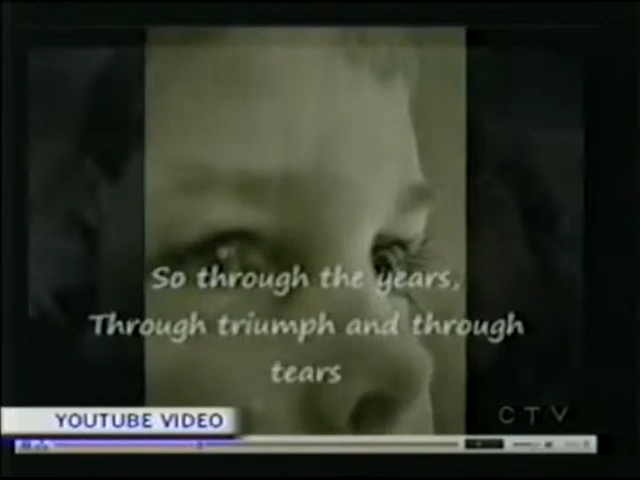 So through the years,
Through triumph and through
tears
YOUTUBE VIDEO
CTV